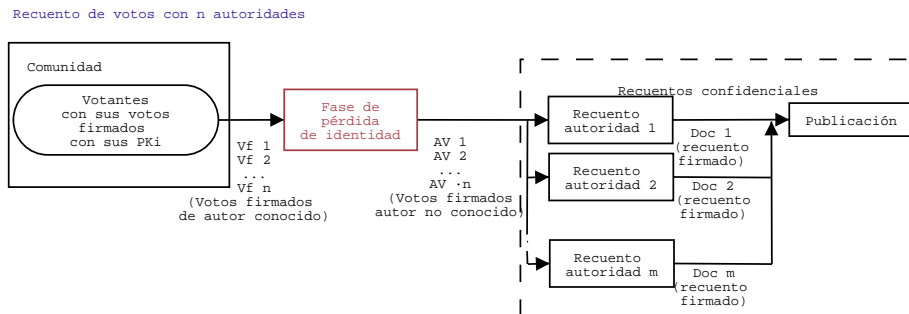 Recuento de votos con n autoridades
Comunidad
Votantes
con sus votos
firmados
con sus PKi
Vf 1
Vf 2
...
Vf n
(Votos firmados
de autor conocido)
Fase de
pérdida
de identidad
AV 1
AV 2
...
AV ·n
(Votos firmados
autor no conocido)
Recuentos confidenciales
Recuento
autoridad 1
Doc 1
(recuento
firmado)
Publicación
Recuento
autoridad 2
Doc 2
(recuento
firmado)
Recuento
autoridad m
Doc m
(recuento
firmado)